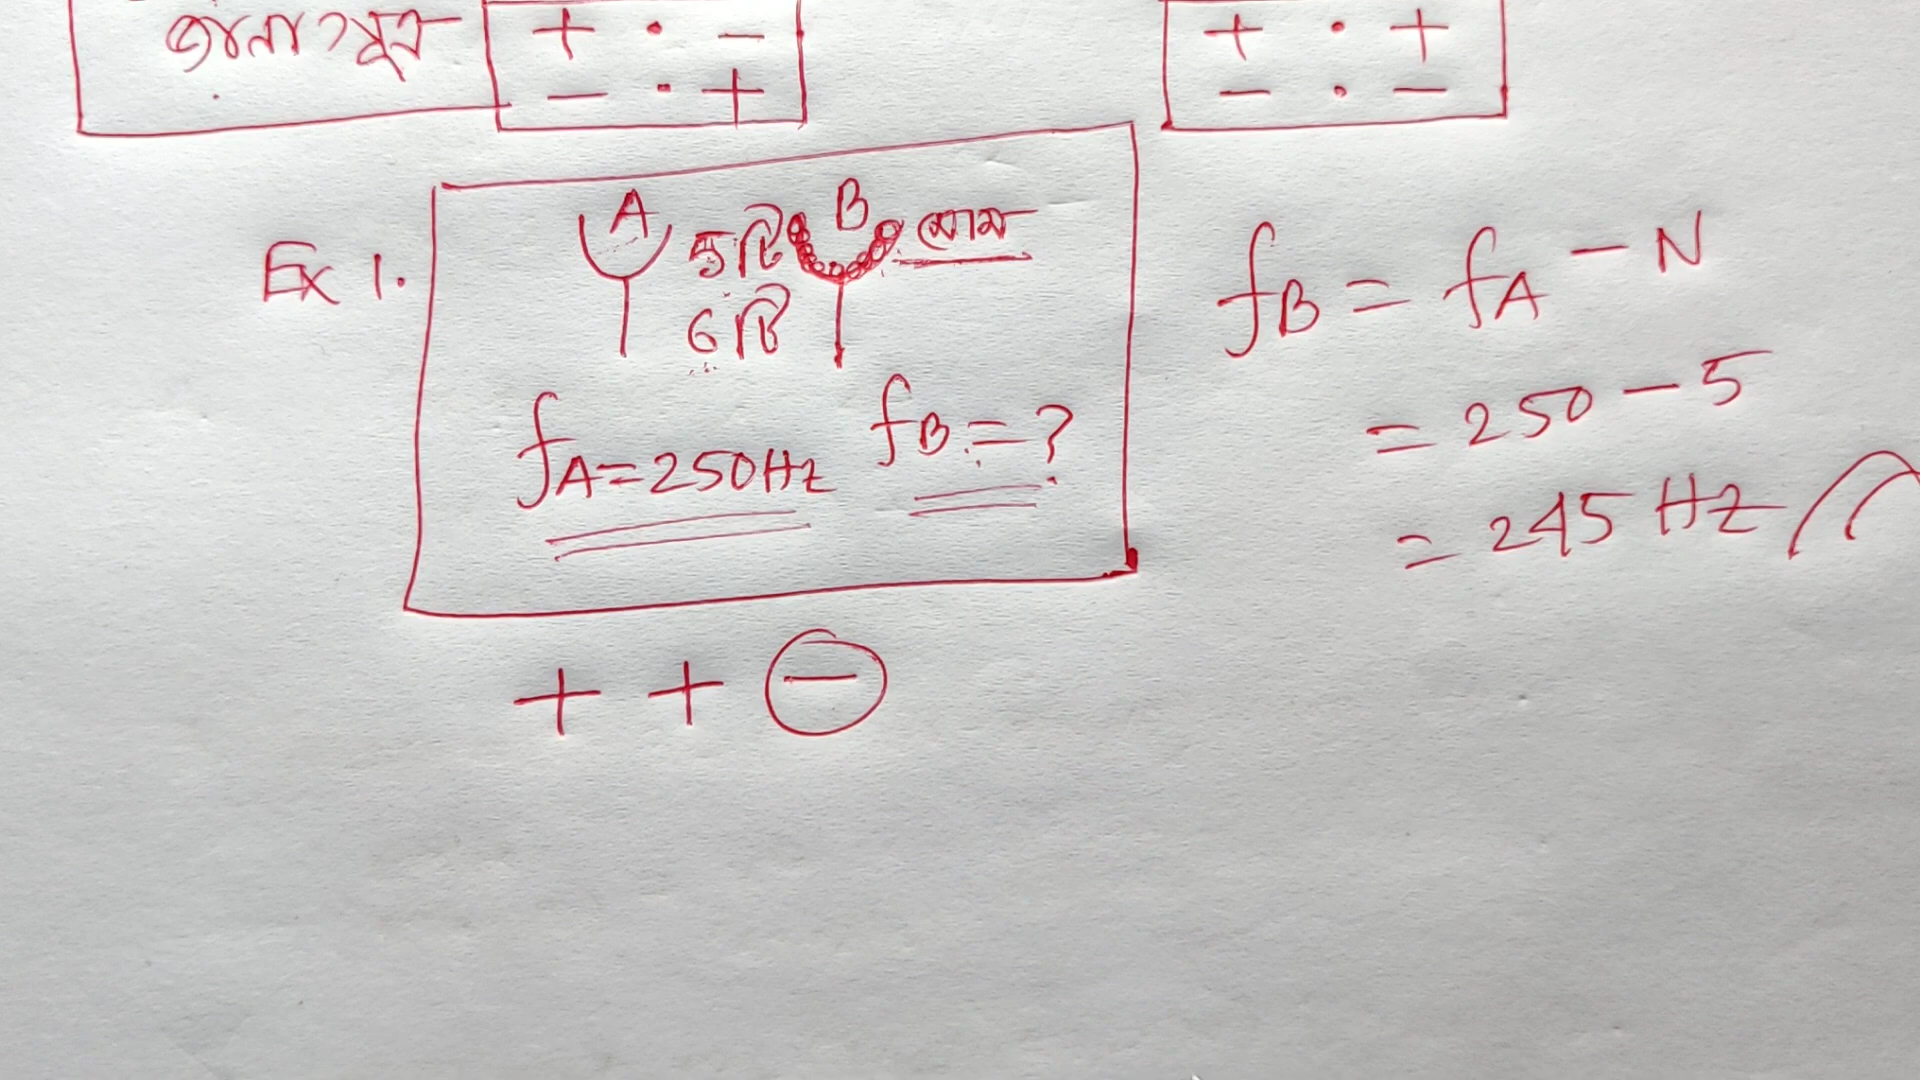 + · -
- · +
+ · +
- · -
Ex 1.
A 5টি B মোম
6টি
fA=250Hz fB=?
+ + -
fB = fA - N
= 250 - 5
= 245 Hz